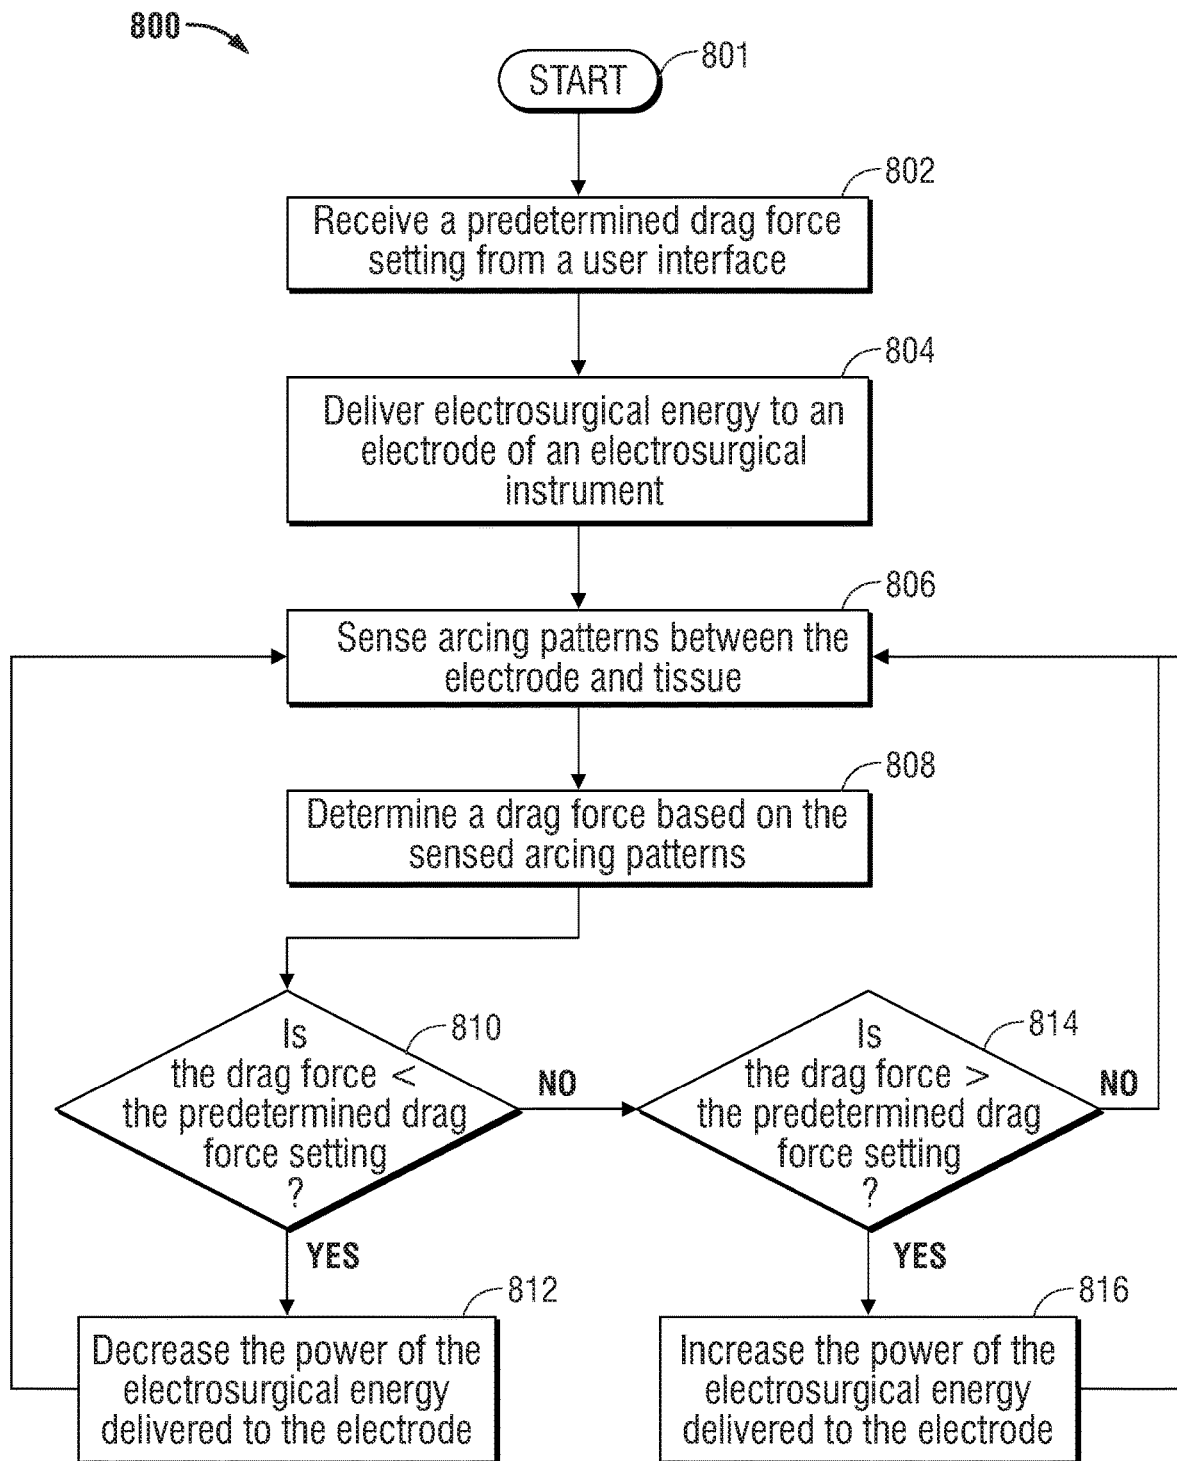 800
START
801
802
Receive a predetermined drag force
setting from a user interface
804
Deliver electrosurgical energy to an
electrode of an electrosurgical
instrument
806
Sense arcing patterns between the
electrode and tissue
808
Determine a drag force based on the
sensed arcing patterns
810
Is
the drag force <
the predetermined drag
force setting
?
NO
YES
814
Is
the drag force >
the predetermined drag
force setting
?
NO
YES
812
Decrease the power of the
electrosurgical energy
delivered to the electrode
816
Increase the power of the
electrosurgical energy
delivered to the electrode